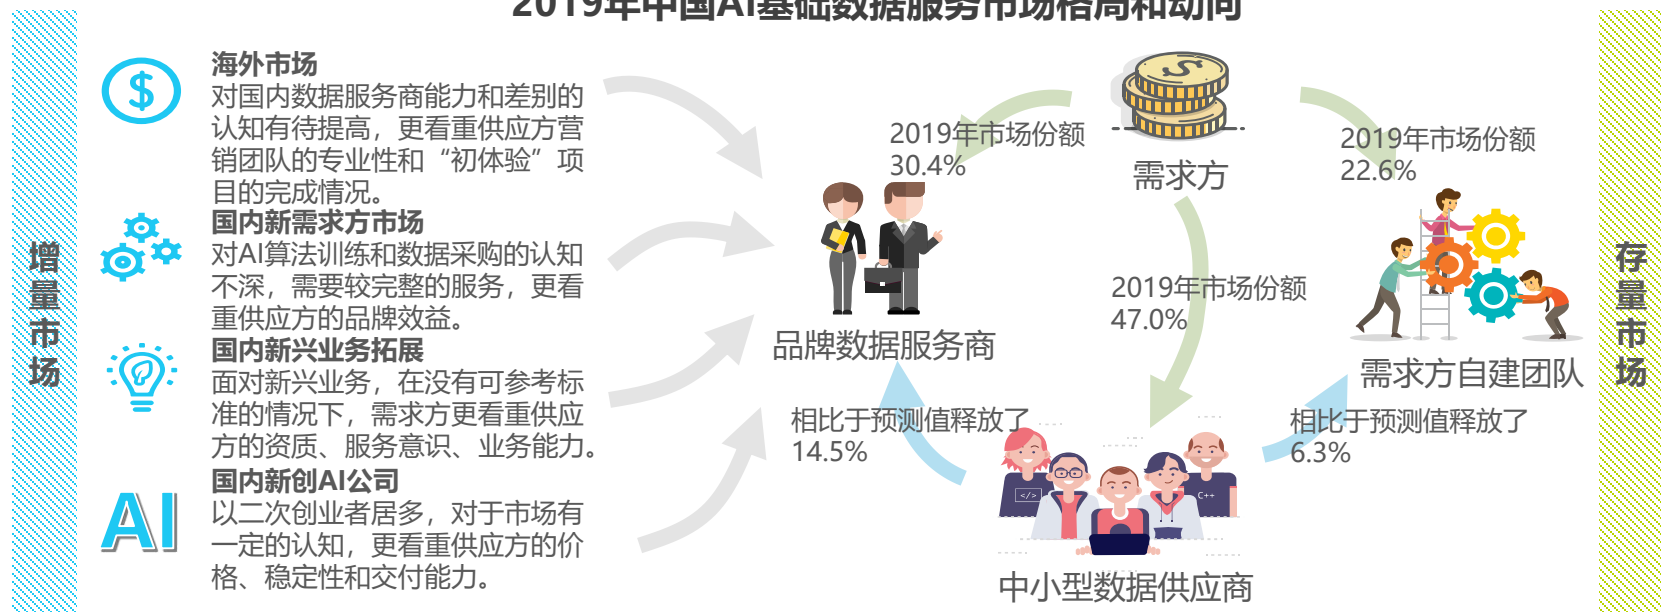 2019年中国AI基础数据服务市场格局和动向
增量市场
海外市场
对国内数据服务商能力和差别的
认知有待提高，更看重供应方营
销团队的专业性和“初体验”项
目的完成情况。
国内新需求方市场
对AI算法训练和数据采购的认知
不深，需要较完整的服务，更看
重供应方的品牌效益。
国内新兴业务拓展
面对新兴业务，在没有可参考标
准的情况下，需求方更看重供应
方的资质、服务意识、业务能力。
AI
国内新创AI公司
以二次创业者居多，对于市场有
一定的认知，更看重供应方的价
格、稳定性和交付能力。
2019年市场份额
30.4%
需求方
2019年市场份额
22.6%
2019年市场份额
47.0%
品牌数据服务商
需求方自建团队
相比于预测值释放了
14.5%
相比于预测值释放了
6.3%
</>
C++
中小型数据供应商
存量市场